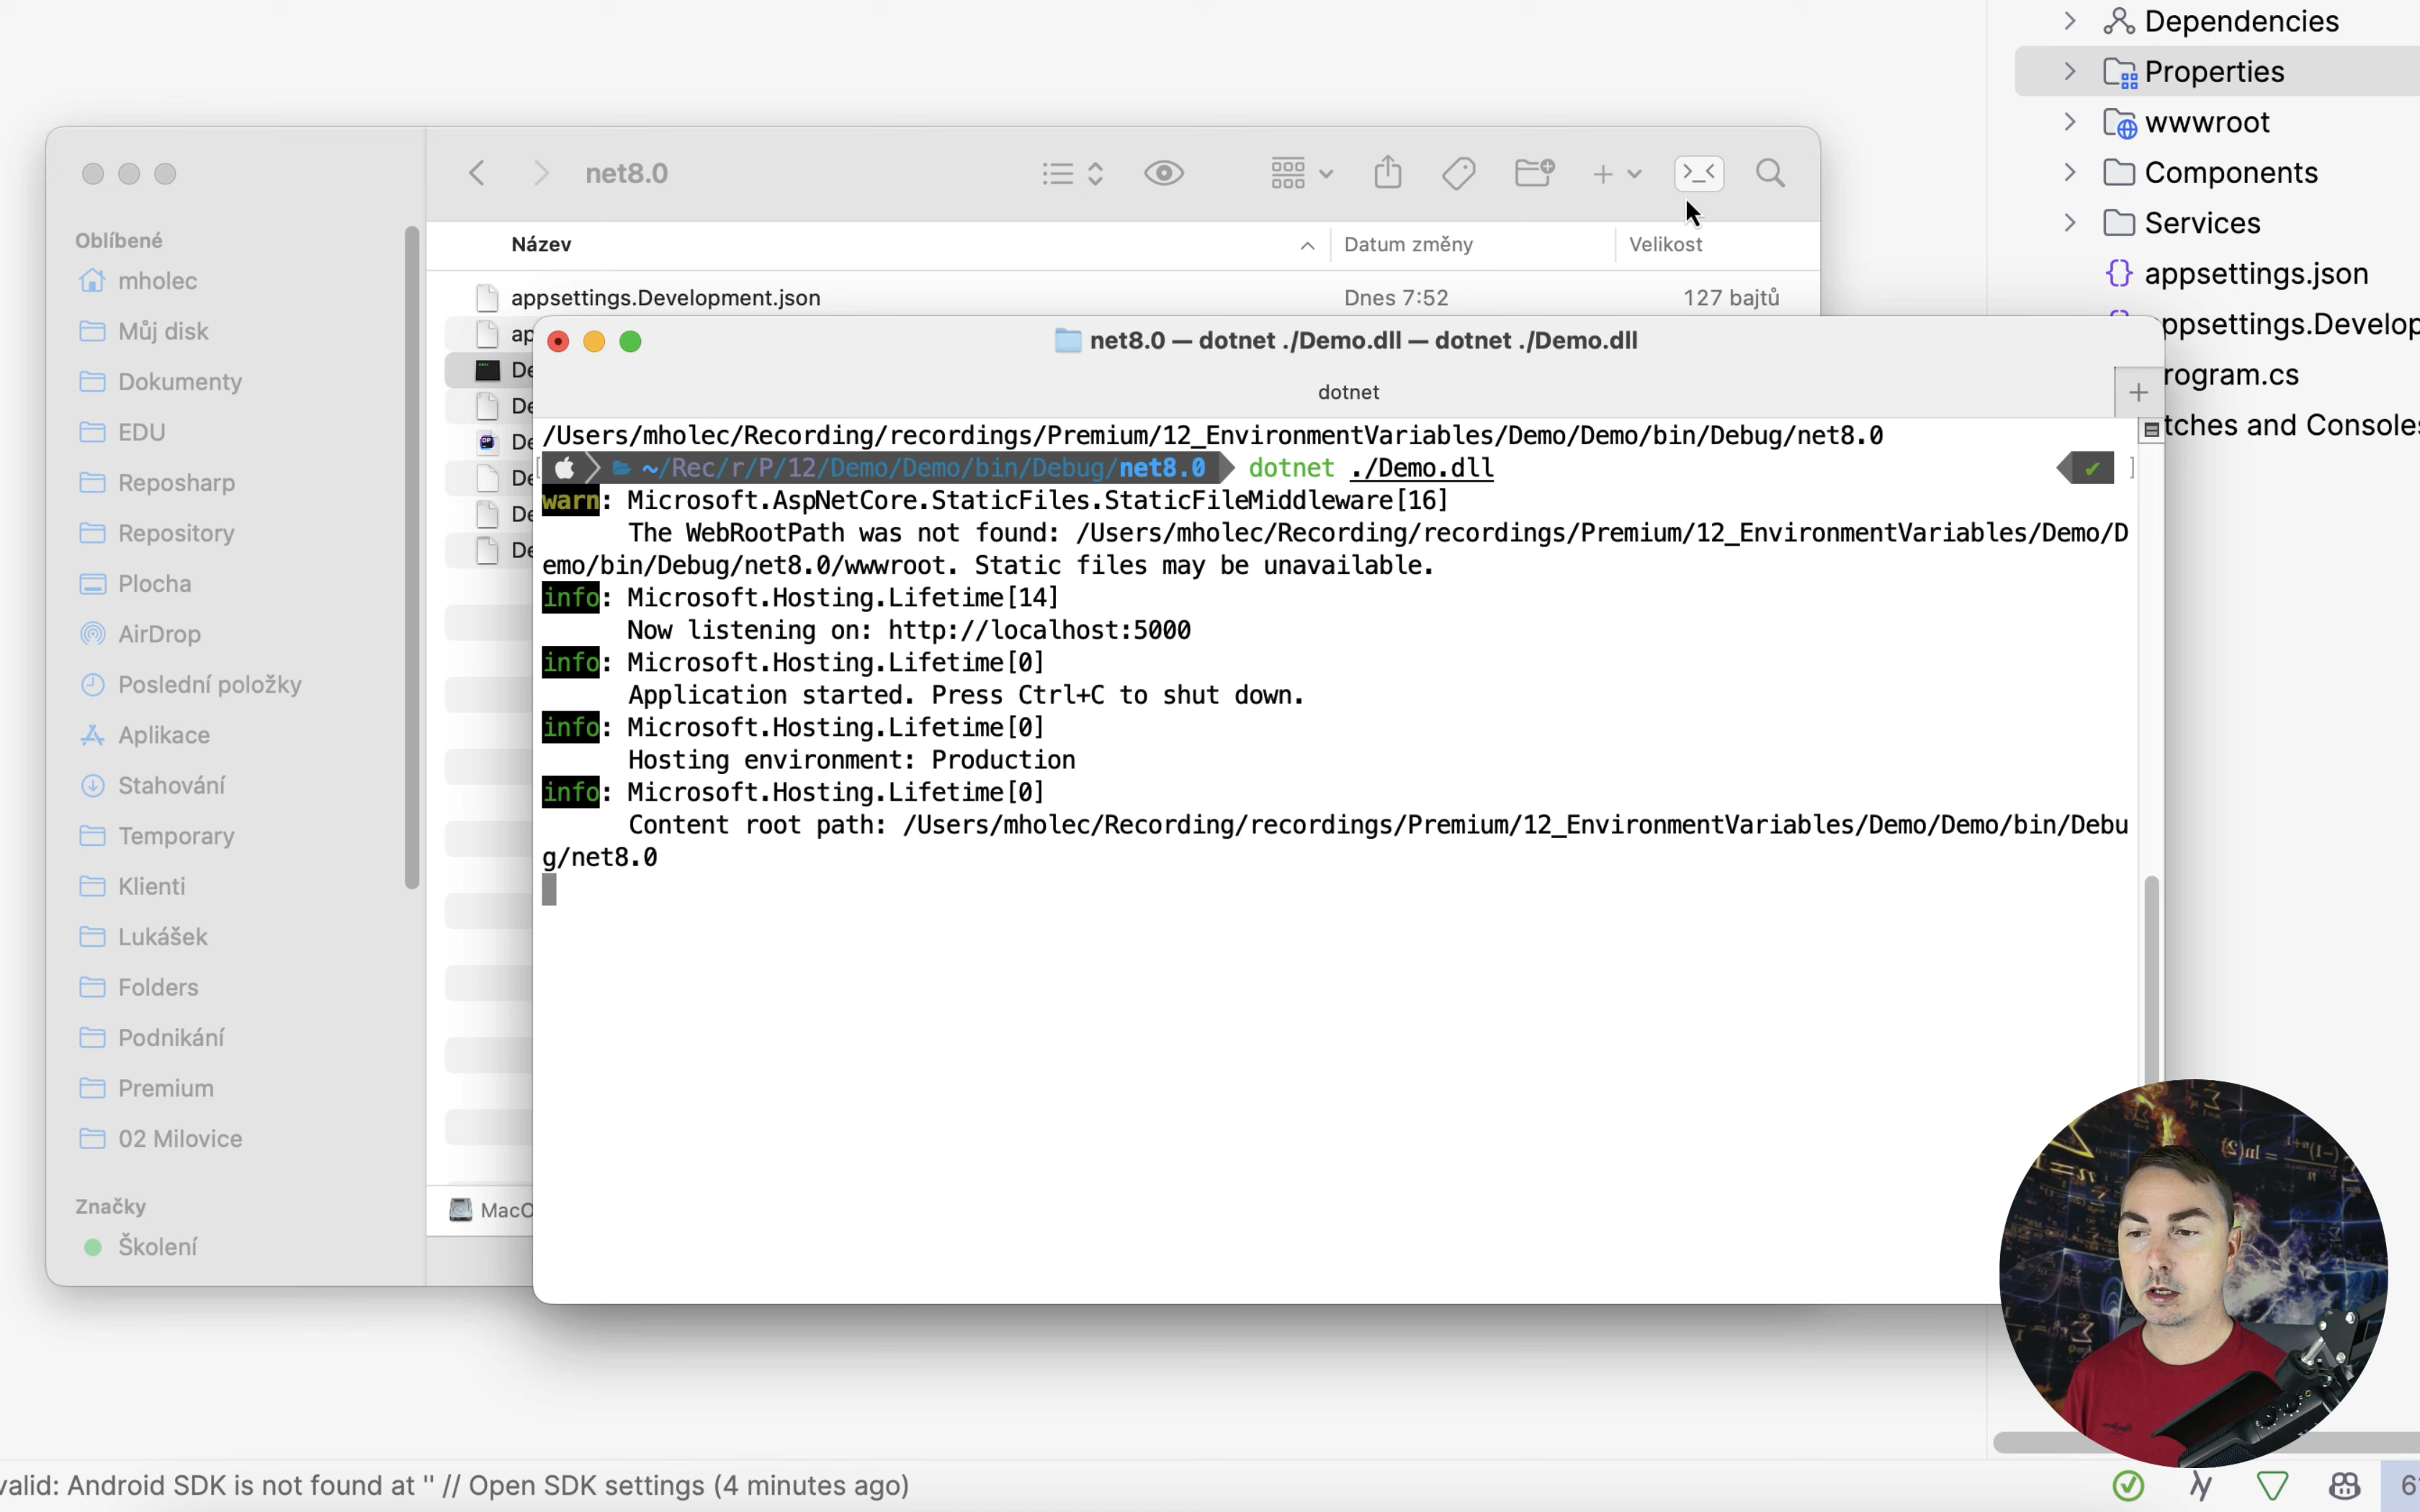 Dependencies
Properties
wwwroot
Components
Services
appsettings.json
ppsettings.Develop
rogram.cs
tches and Console
net8.0
Oblíbené
mholec
Můj disk
Dokumenty
EDU
Reposharp
Repository
Plocha
AirDrop
Poslední položky
Aplikace
Stahování
Temporary
Klienti
Lukášek
Folders
Podnikání
Premium
02 Milovice
Značky
Školení
Název Datum změny Velikost
appsettings.Development.json Dnes 7:52 127 bajtů
ap
De
De
De
De
De
De
MacO
net8.0 — dotnet ./Demo.dll — dotnet ./Demo.dll
dotnet
/Users/mholec/Recording/recordings/Premium/12_EnvironmentVariables/Demo/Demo/bin/Debug/net8.0
~/Rec/r/P/12/Demo/Demo/bin/Debug/net8.0 dotnet ./Demo.dll
warn: Microsoft.AspNetCore.StaticFiles.StaticFileMiddleware[16]
The WebRootPath was not found: /Users/mholec/Recording/recordings/Premium/12_EnvironmentVariables/Demo/D
emo/bin/Debug/net8.0/wwwroot. Static files may be unavailable.
info: Microsoft.Hosting.Lifetime[14]
Now listening on: http://localhost:5000
info: Microsoft.Hosting.Lifetime[0]
Application started. Press Ctrl+C to shut down.
info: Microsoft.Hosting.Lifetime[0]
Hosting environment: Production
info: Microsoft.Hosting.Lifetime[0]
Content root path: /Users/mholec/Recording/recordings/Premium/12_EnvironmentVariables/Demo/Demo/bin/Debu
g/net8.0
valid: Android SDK is not found at '' // Open SDK settings (4 minutes ago)